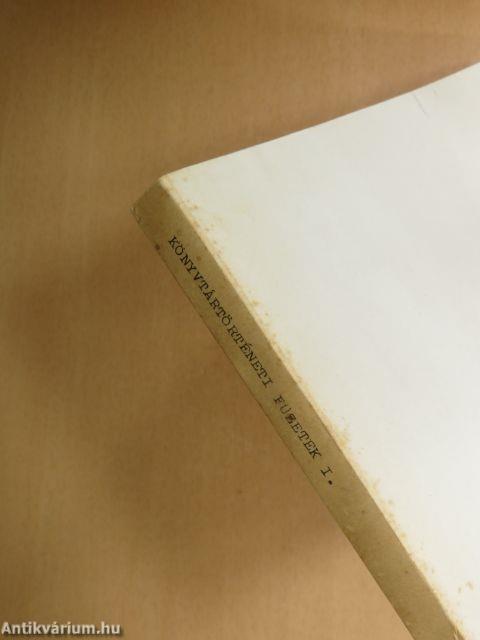 KÖNYVTÁRTÖRTÉNETI FÜZETEK I.
Antikvárium.hu